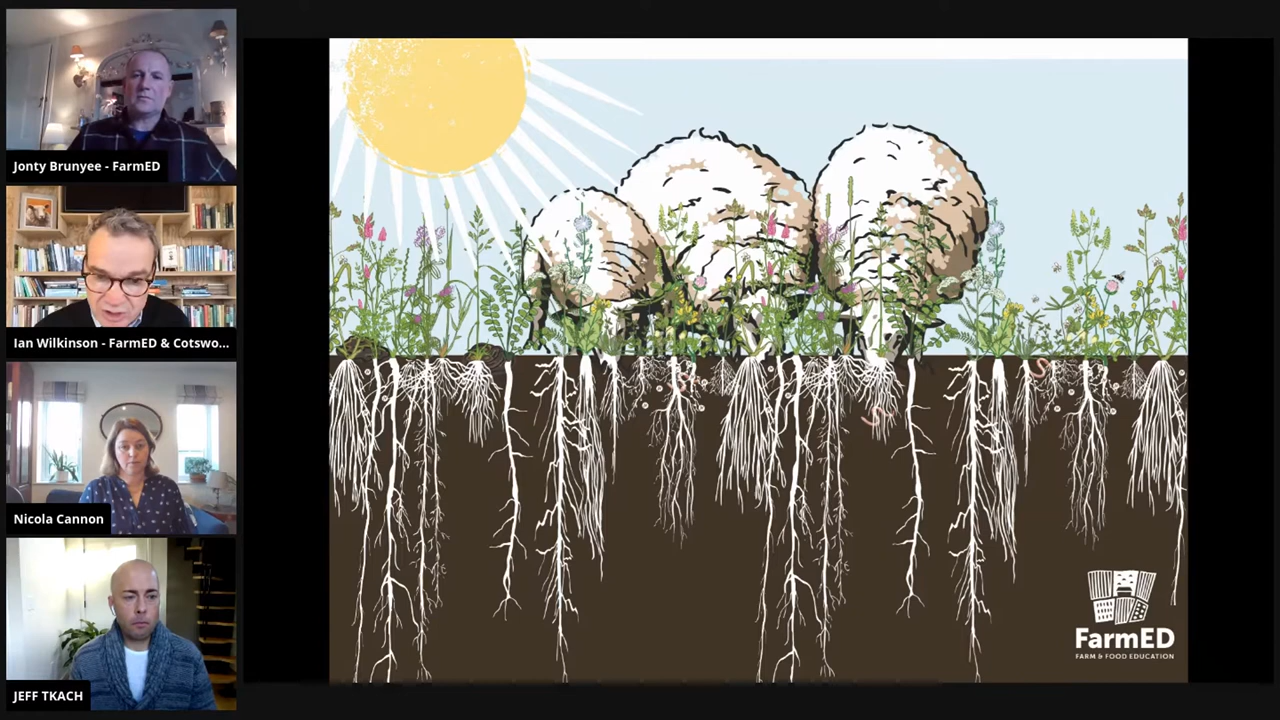 Jonty Brunyee - FarmED
Ian Wilkinson - FarmED & Cotswo...
Nicola Cannon
JEFF TKACH
FarmED
FARM & FOOD EDUCATION